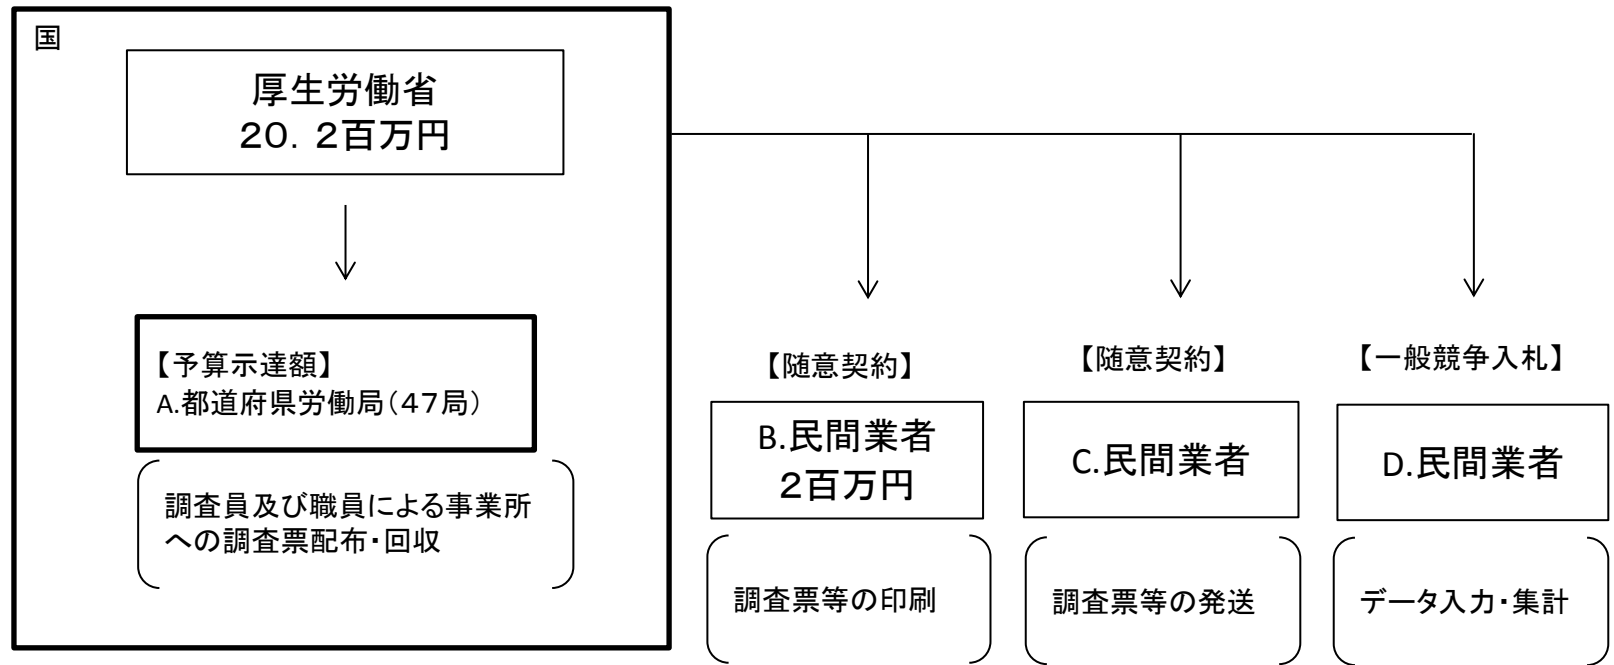 国
厚生労働省
２０．２百万円
【予算示達額】
A.都道府県労働局（４７局）
調査員及び職員による事業所
への調査票配布・回収
【随意契約】
B.民間業者
２百万円
調査票等の印刷
【随意契約】
C.民間業者
調査票等の発送
【一般競争入札】
D.民間業者
データ入力・集計